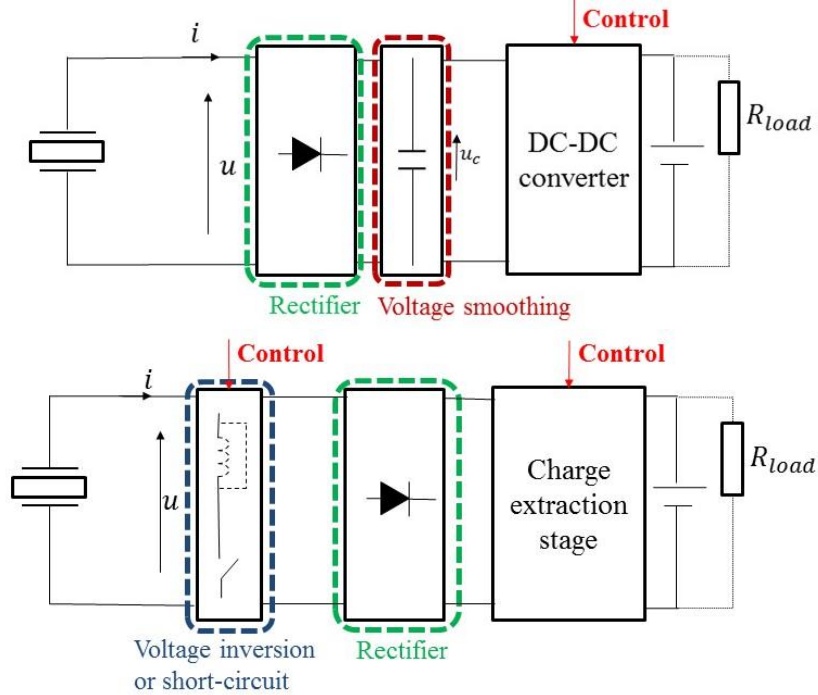 Control
i
u
u_c
DC-DC
converter
R_load
Rectifier
Voltage smoothing
Control
Control
i
u
Charge
extraction
stage
R_load
Voltage inversion
or short-circuit
Rectifier